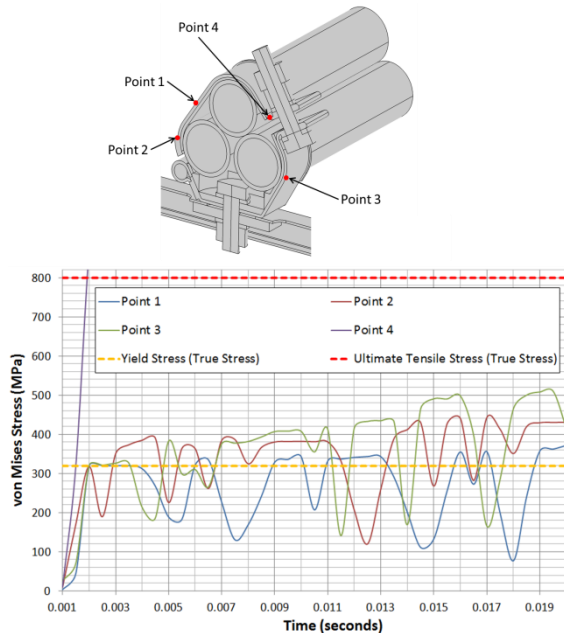 Point 4
Point 1
Point 2
Point 3
800
Point 1 Point 2
700
Point 3 Point 4
600
Yield Stress (True Stress) Ultimate Tensile Stress (True Stress)
500
400
300
200
100
0
von Mises Stress (MPa)
0.001 0.003 0.005 0.007 0.009 0.011 0.013 0.015 0.017 0.019
Time (seconds)